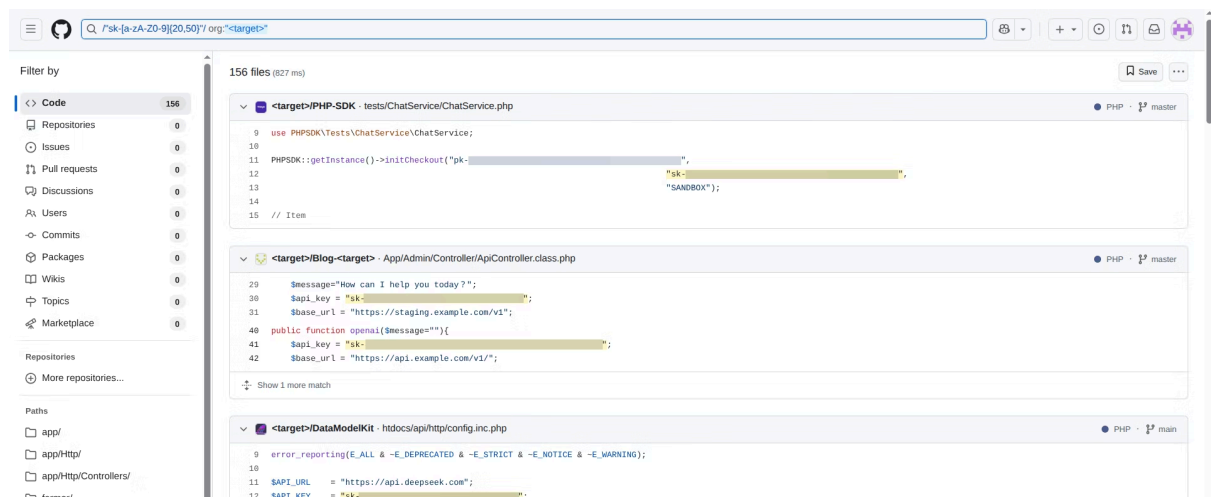 /"sk-[a-zA-Z0-9]{20,50}"/ org:"<target>"
Filter by
Code 156
Repositories 0
Issues 0
Pull requests 0
Discussions 0
Users 0
Commits 0
Packages 0
Wikis 0
Topics 0
Marketplace 0
Repositories
More repositories...
Paths
app/
app/Http/
app/Http/Controllers/
156 files (827 ms)
Save
<target>/PHP-SDK · tests/ChatService/ChatService.php
PHP · master
9 use PHPSDK\Tests\ChatService\ChatService;
10
11 PHPSDK::getInstance()->initCheckout("pk- ",
12 "sk- ",
13 "SANDBOX");
14
15 // Item
<target>/Blog-<target> · App/Admin/Controller/ApiController.class.php
PHP · master
29 $message="How can I help you today?";
30 $api_key = "sk- ";
31 $base_url = "https://staging.example.com/v1";
40 public function openai($message=""){
41 $api_key = "sk- ";
42 $base_url = "https://api.example.com/v1/";
Show 1 more match
<target>/DataModelKit · htdocs/api/http/config.inc.php
PHP · main
9 error_reporting(E_ALL & ~E_DEPRECATED & ~E_STRICT & ~E_NOTICE & ~E_WARNING);
10
11 $API_URL = "https://api.deepseek.com";
12 $API_KEY = "sk- ";